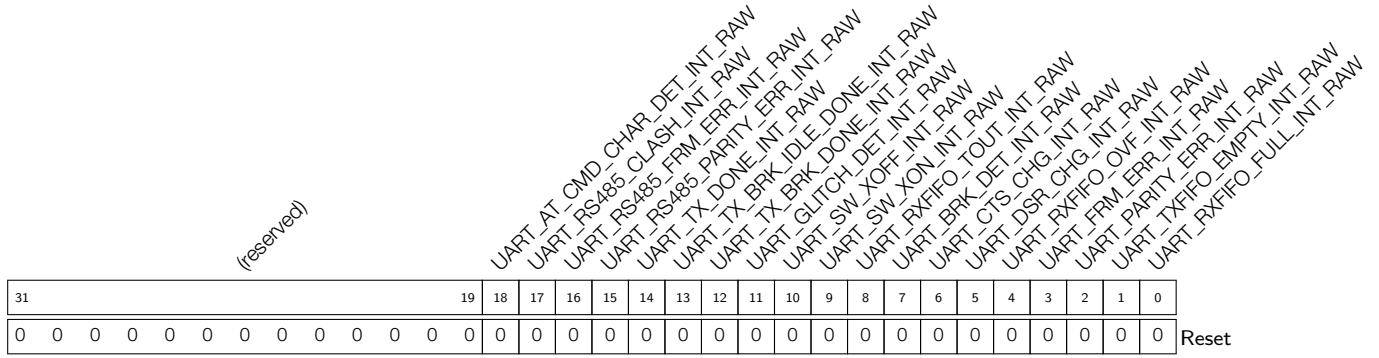 (reserved)
UART_AT_CMD_CHAR_DET_INT_RAW
UART_RS485_CLASH_INT_RAW
UART_RS485_FRM_ERR_INT_RAW
UART_RS485_PARITY_ERR_INT_RAW
UART_TX_DONE_INT_RAW
UART_TX_BRK_IDLE_DONE_INT_RAW
UART_TX_BRK_DONE_INT_RAW
UART_GLITCH_DET_INT_RAW
UART_SW_XOFF_INT_RAW
UART_SW_XON_INT_RAW
UART_RXFIFO_TOUT_INT_RAW
UART_BRK_DET_INT_RAW
UART_CTS_CHG_INT_RAW
UART_DSR_CHG_INT_RAW
UART_RXFIFO_OVF_INT_RAW
UART_FRM_ERR_INT_RAW
UART_PARITY_ERR_INT_RAW
UART_TXFIFO_EMPTY_INT_RAW
UART_RXFIFO_FULL_INT_RAW
31 19 18 17 16 15 14 13 12 11 10 9 8 7 6 5 4 3 2 1 0
0 0 0 0 0 0 0 0 0 0 0 0 0 0 0 0 0 0 0 0 0 0 0 0 0 0 0 0 0 0 0 0 Reset